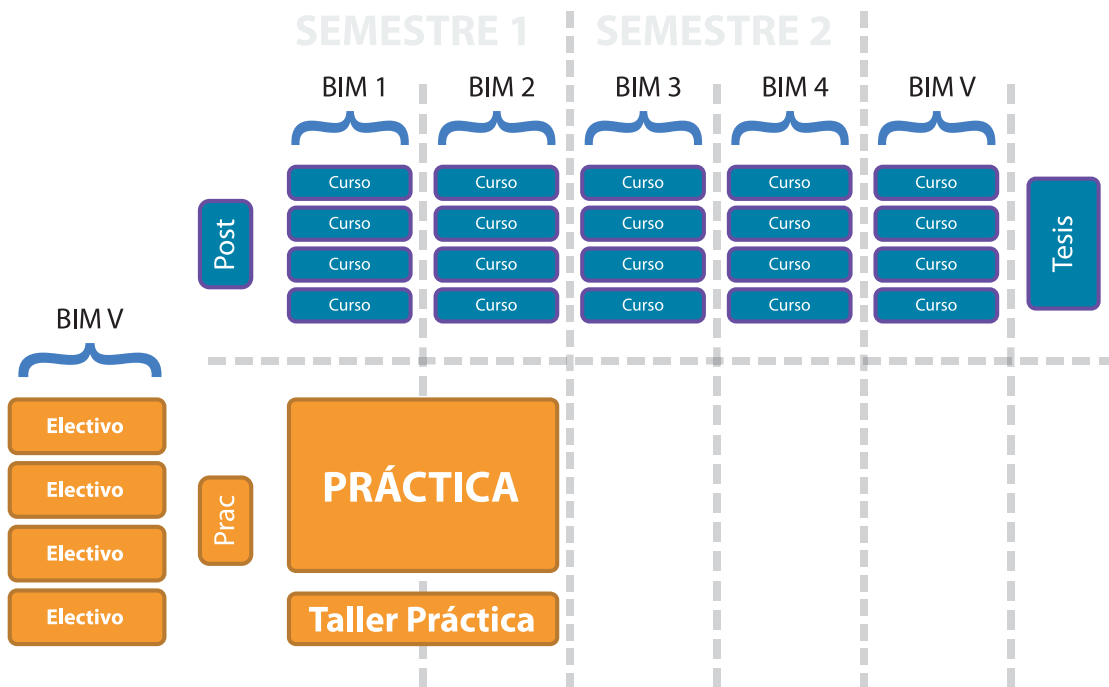 SEMESTRE 1 SEMESTRE 2
BIM 1 BIM 2 BIM 3 BIM 4 BIM V
Curso Curso Curso Curso Curso
Curso Curso Curso Curso Curso
Curso Curso Curso Curso Curso
Curso Curso Curso Curso Curso
Post
Tesis
BIM V
Electivo
Electivo
Electivo
Electivo
Prac
PRÁCTICA
Taller Práctica